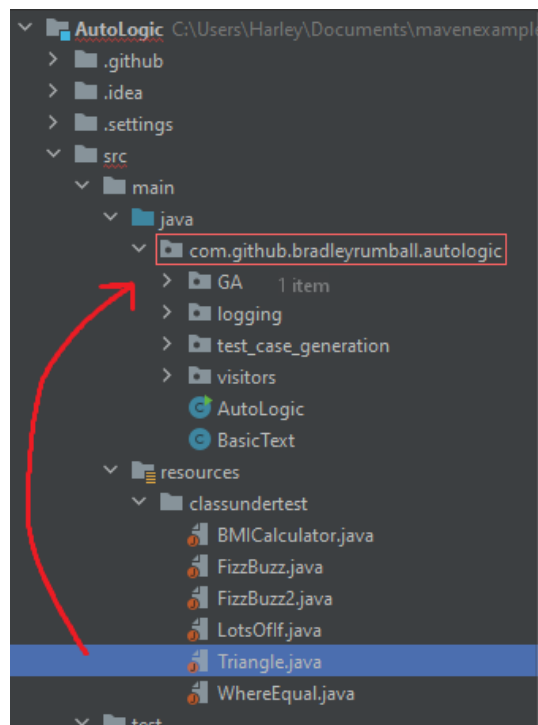 AutoLogic C:\Users\Harley\Documents\mavenexample
.github
.idea
.settings
src
main
java
com.github.bradleyrumball.autologic
GA 1 item
logging
test_case_generation
visitors
AutoLogic
BasicText
resources
classundertest
BMICalculator.java
FizzBuzz.java
FizzBuzz2.java
LotsOfIf.java
Triangle.java
WhereEqual.java
test